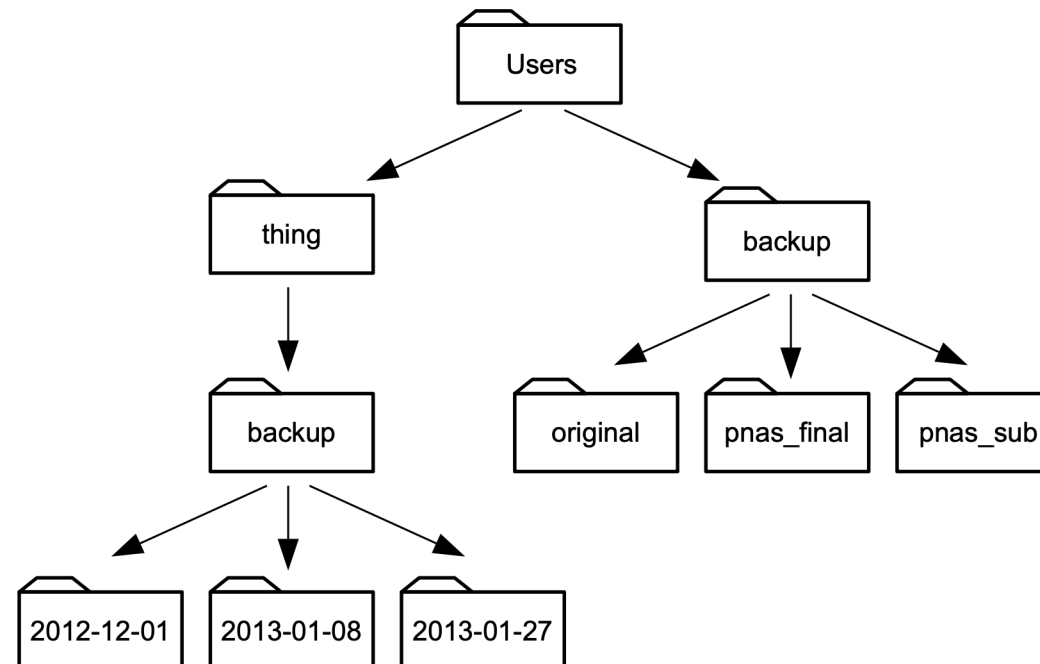 Users
thing
backup
backup
original
pnas_final
pnas_sub
2012-12-01
2013-01-08
2013-01-27